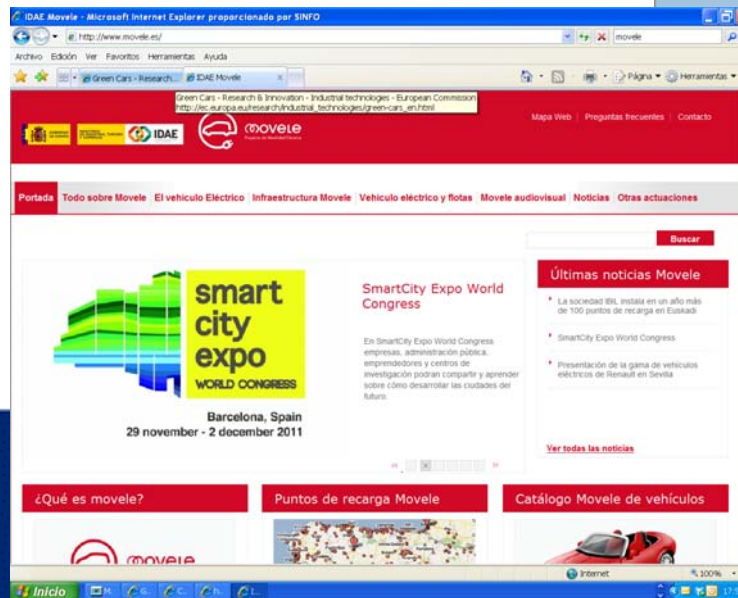 IDAE Movele - Microsoft Internet Explorer proporcionado por SINFO
http://www.movele.es/
movele
Archivo Edición Ver Favoritos Herramientas Ayuda
Green Cars - Research... IDAE Movele
Página Herramientas
Green Cars - Research & Innovation - Industrial technologies - European Commission
http://ec.europa.eu/research/industrial_technologies/green-cars_en.html
IDAE
movele
Mapa Web | Preguntas frecuentes | Contacto
Portada Todo sobre Movele El vehículo Eléctrico Infraestructura Movele Vehículo eléctrico y flotas Movele audiovisual Noticias Otras actuaciones
Buscar
smart
city
expo
WORLD CONGRESS
Barcelona, Spain
29 november - 2 december 2011
SmartCity Expo World
Congress
En SmartCity Expo World Congress
empresas, administración pública,
emprendedores y centros de
investigación podran compartir y aprender
sobre cómo desarrollar las ciudades del
futuro.
Últimas noticias Movele
La sociedad IBIL instala en un año más
de 100 puntos de recarga en Euskadi
SmartCity Expo World Congress
Presentación de la gama de vehículos
eléctricos de Renault en Sevilla
Ver todas las noticias
¿Qué es movele?
Puntos de recarga Movele
Catálogo Movele de vehículos
movele
Internet 100%
Inicio